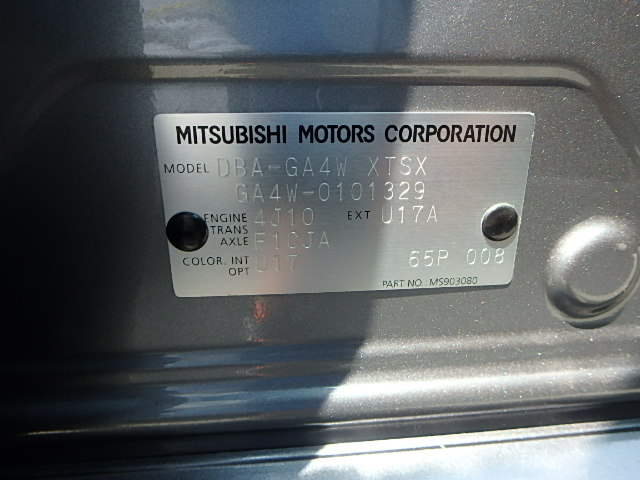 MITSUBISHI MOTORS CORPORATION
MODEL DBA-GA4W XTSX
GA4W-0101329
ENGINE 4J10 EXT U17A
TRANS AXLE F1CJA
COLOR. INT OPT U17 65P 008
PART NO.: MS903080